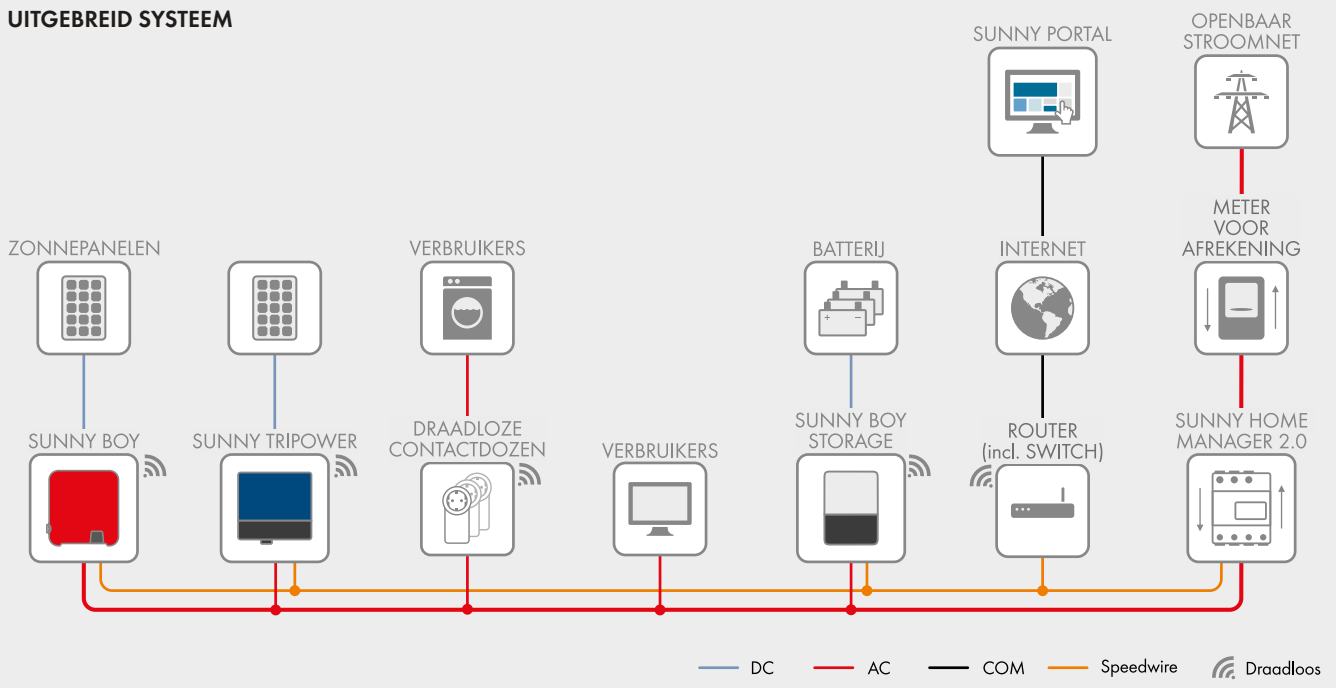 UITGEBREID SYSTEEM
SUNNY PORTAL
OPENBAAR
STROOMNET
ZONNEPANELEN
VERBRUIKERS
BATTERIJ
INTERNET
METER
VOOR
AFREKENING
SUNNY BOY
SUNNY TRIPOWER
DRAADLOZE
CONTACTDOZEN
VERBRUIKERS
SUNNY BOY
STORAGE
ROUTER
(incl. SWITCH)
SUNNY HOME
MANAGER 2.0
DC
AC
COM
Speedwire
Draadloos